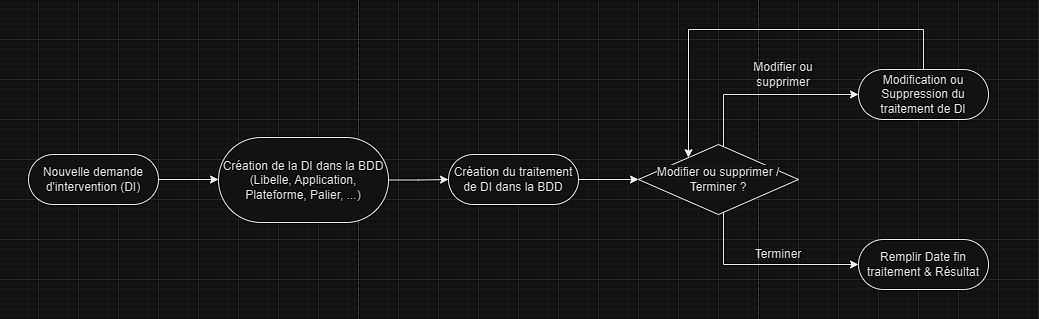 Nouvelle demande
d'intervention (DI)
Création de la DI dans la BDD
(Libelle, Application,
Plateforme, Palier, ...)
Création du traitement
de DI dans la BDD
Modifier ou supprimer /
Terminer ?
Modifier ou
supprimer
Modification ou
Suppression du
traitement de DI
Terminer
Remplir Date fin
traitement & Résultat